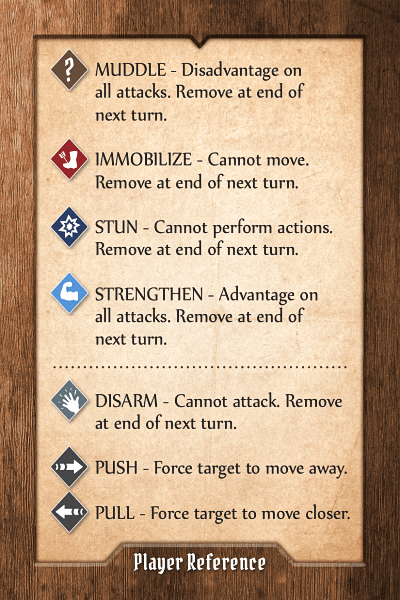 MUDDLE - Disadvantage on
all attacks. Remove at end of
next turn.
IMMOBILIZE - Cannot move.
Remove at end of next turn.
STUN - Cannot perform actions.
Remove at end of next turn.
STRENGTHEN - Advantage on
all attacks. Remove at end of
next turn.
DISARM - Cannot attack. Remove
at end of next turn.
PUSH - Force target to move away.
PULL - Force target to move closer.
Player Reference